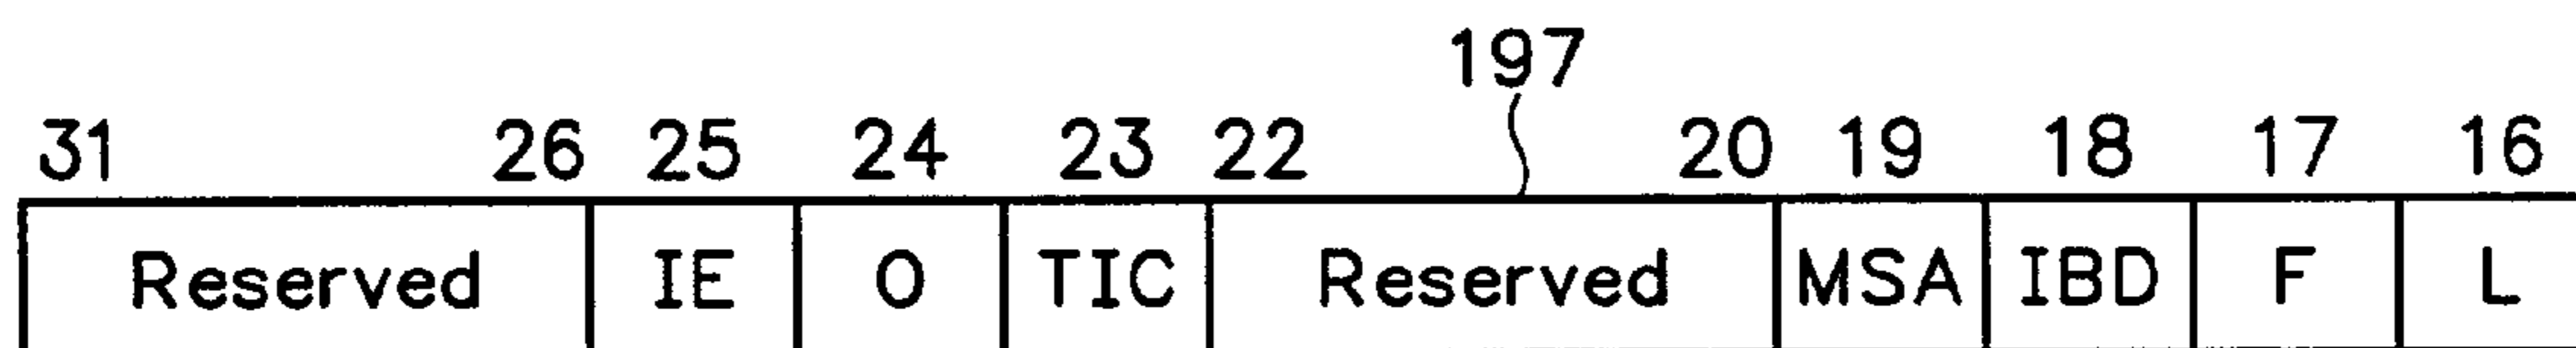 197
31 26 25 24 23 22 20 19 18 17 16
Reserved IE O TIC Reserved MSA IBD F L